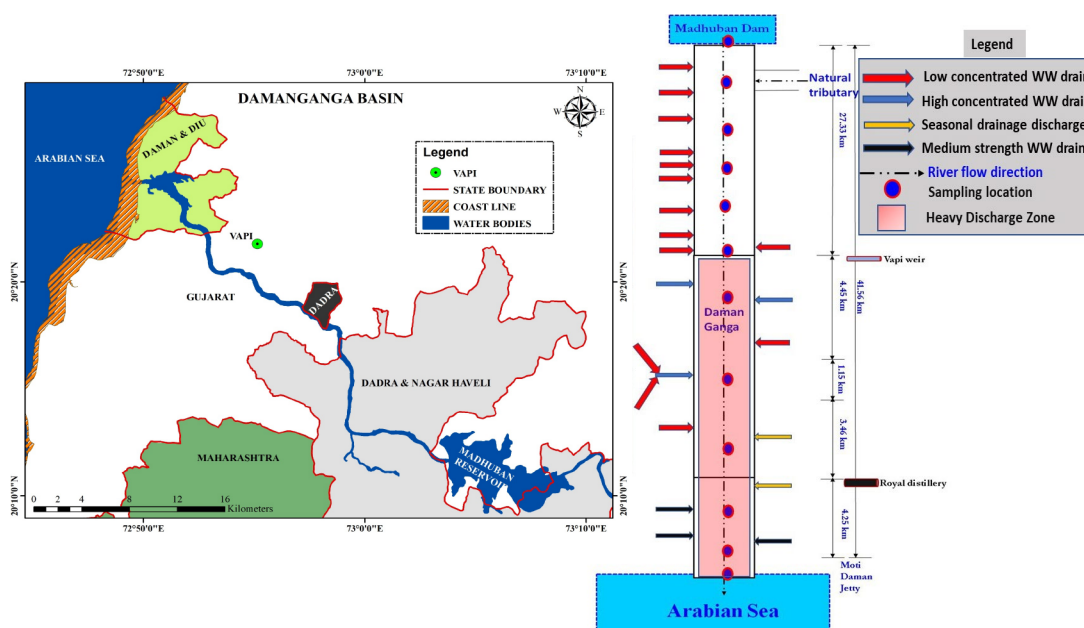 72°50'0"E
73°0'0"E
73°10'0"E
DAMANGANGA BASIN
N
W
E
S
DAMAN & DIU
ARABIAN SEA
Legend
VAPI
STATE BOUNDARY
COAST LINE
WATER BODIES
VAPI
20°20'0"N
20°20'0"N
GUJARAT
DADRA
DADRA & NAGAR HAVELI
MAHARASHTRA
MADHUBAN
RESERVOIR
0 2 4 8 12 16
Kilometers
20°10'0"N
20°10'0"N
72°50'0"E
73°0'0"E
73°10'0"E
Madhuban Dam
Natural
tributary
27.33 km
Vapi weir
4.45 km
41.56 km
Daman
Ganga
1.15 km
3.46 km
Royal distillery
4.25 km
Moti
Daman
Jetty
Arabian Sea
Legend
Low concentrated WW drain
High concentrated WW drain
Seasonal drainage discharge
Medium strength WW drain
River flow direction
Sampling location
Heavy Discharge Zone